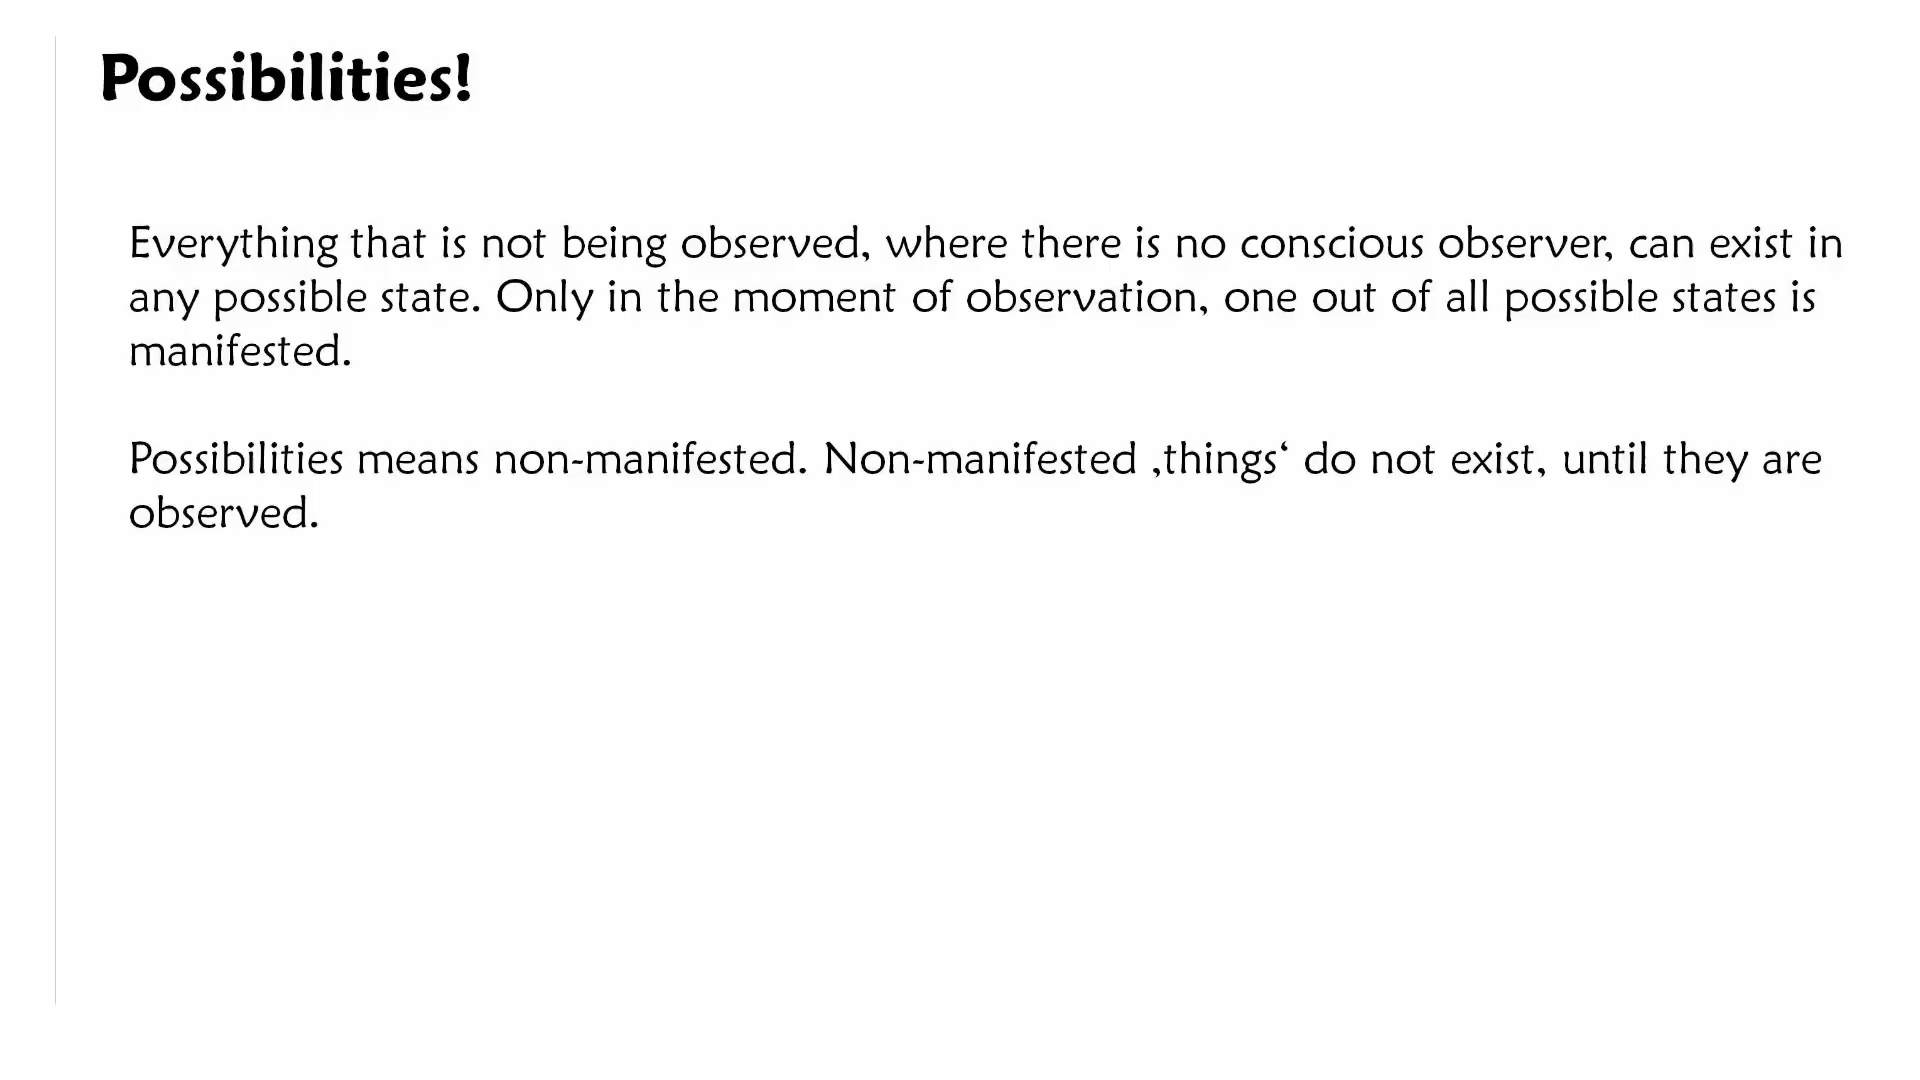 Possibilities!
Everything that is not being observed, where there is no conscious observer, can exist in
any possible state. Only in the moment of observation, one out of all possible states is
manifested.
Possibilities means non-manifested. Non-manifested ‚things‘ do not exist, until they are
observed.